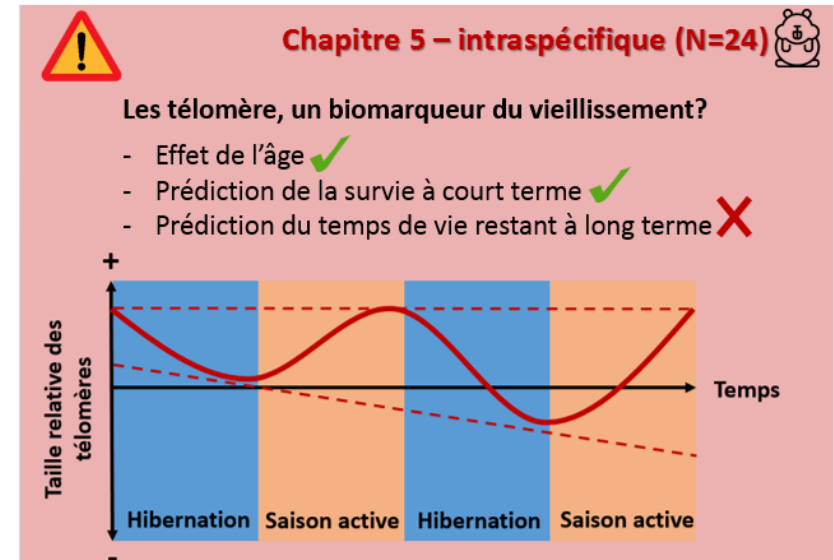 Chapitre 5 – intraspécifique (N=24)
Les télomère, un biomarqueur du vieillissement?
- Effet de l'âge
- Prédiction de la survie à court terme
- Prédiction du temps de vie restant à long terme
+
Taille relative des
télomères
Temps
Hibernation Saison active Hibernation Saison active
-